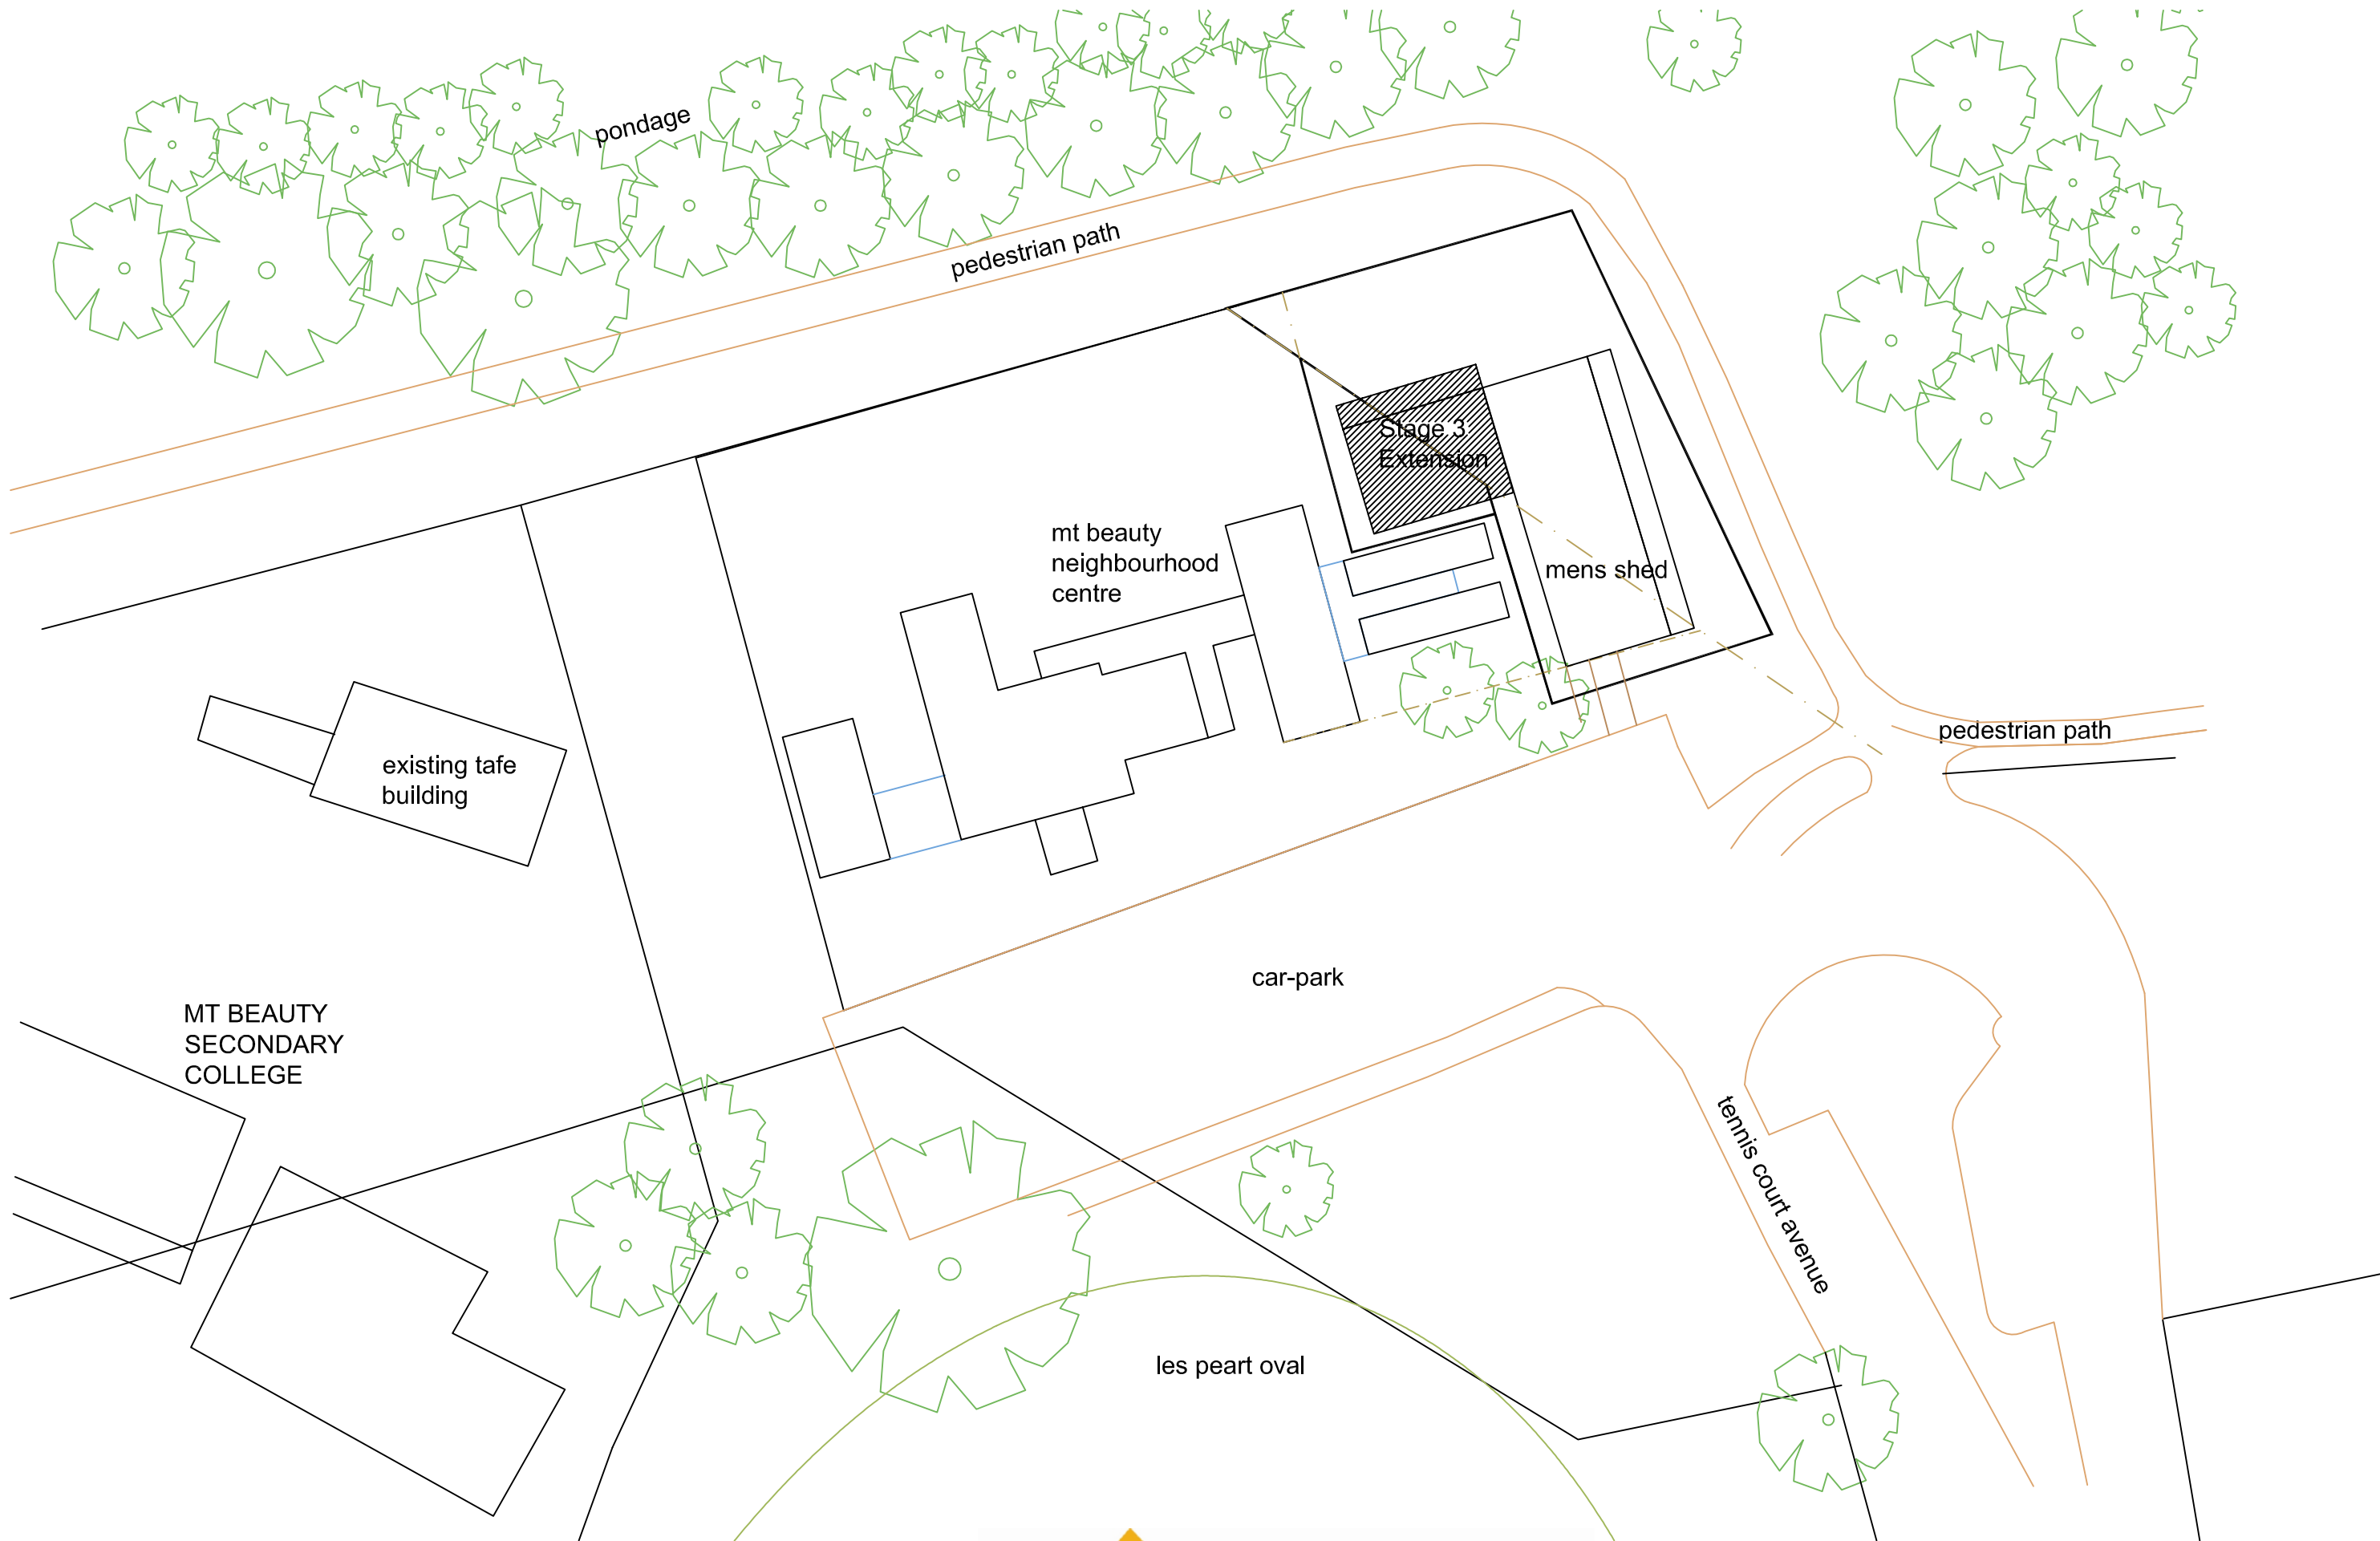 pondage
pedestrian path
Stage 3
Extension
mt beauty
neighbourhood
centre
mens shed
pedestrian path
existing tafe
building
car-park
MT BEAUTY
SECONDARY
COLLEGE
tennis court avenue
les peart oval